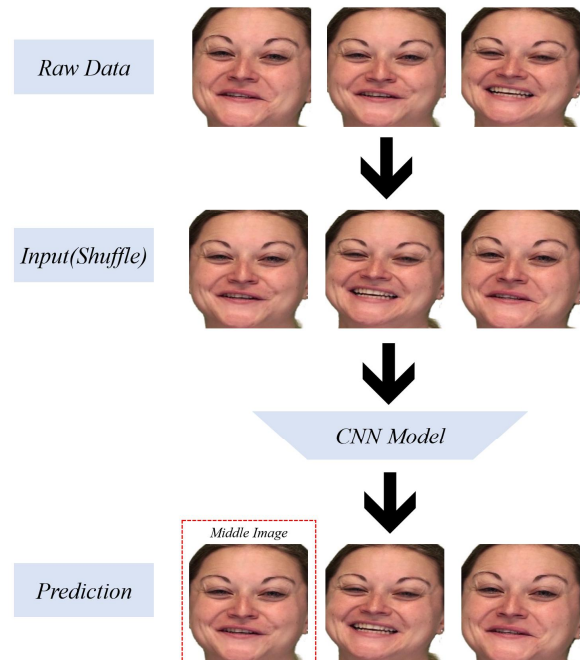 Raw Data
Input(Shuffle)
CNN Model
Middle Image
Prediction